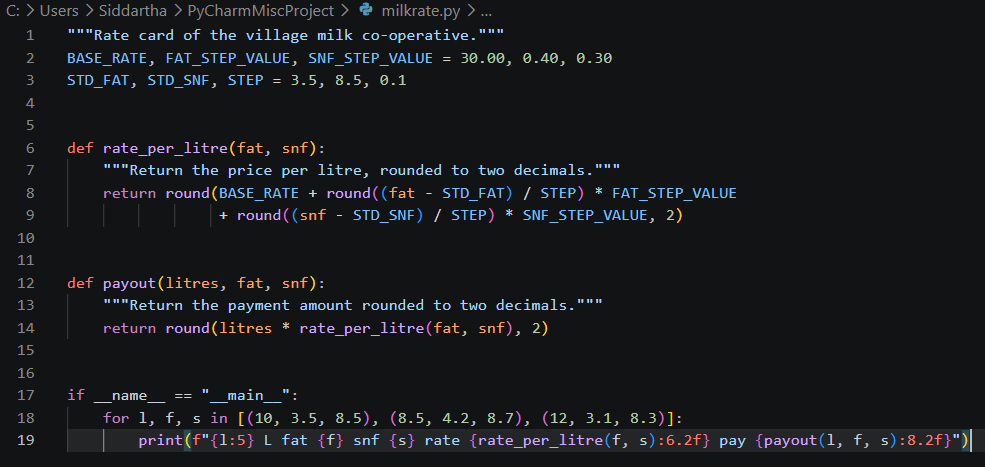 C: > Users > Siddartha > PyCharmMiscProject > milkrate.py > ...
1 """Rate card of the village milk co-operative."""
2 BASE_RATE, FAT_STEP_VALUE, SNF_STEP_VALUE = 30.00, 0.40, 0.30
3 STD_FAT, STD_SNF, STEP = 3.5, 8.5, 0.1
4
5
6 def rate_per_litre(fat, snf):
7     """Return the price per litre, rounded to two decimals."""
8     return round(BASE_RATE + round((fat - STD_FAT) / STEP) * FAT_STEP_VALUE
9                  + round((snf - STD_SNF) / STEP) * SNF_STEP_VALUE, 2)
10
11
12 def payout(litres, fat, snf):
13     """Return the payment amount rounded to two decimals."""
14     return round(litres * rate_per_litre(fat, snf), 2)
15
16
17 if __name__ == "__main__":
18     for l, f, s in [(10, 3.5, 8.5), (8.5, 4.2, 8.7), (12, 3.1, 8.3)]:
19         print(f"{l:5} L fat {f} snf {s} rate {rate_per_litre(f, s):6.2f} pay {payout(l, f, s):8.2f}")